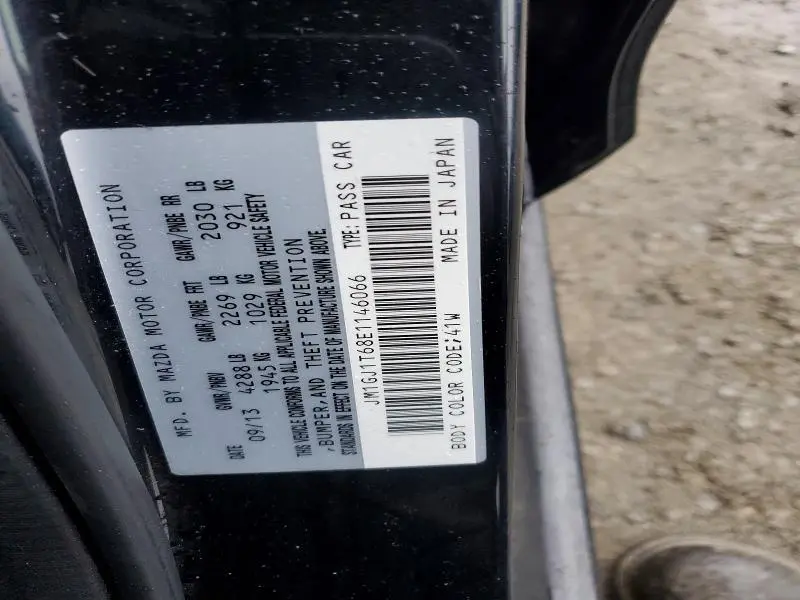 MFD. BY MAZDA MOTOR CORPORATION
DATE GVWR/PNBV GAWR/PNBE FRT GAWR/PNBE RR
09/13 4288 LB 2269 LB 2030 LB
1945 KG 1029 KG 921 KG
THIS VEHICLE CONFORMS TO ALL APPLICABLE FEDERAL MOTOR VEHICLE SAFETY
,BUMPER,AND THEFT PREVENTION
STANDARDS IN EFFECT ON THE DATE OF MANUFACTURE SHOWN ABOVE.
TYPE: PASS CAR
JM1GJ1T68E1146066
BODY COLOR CODE;41W MADE IN JAPAN